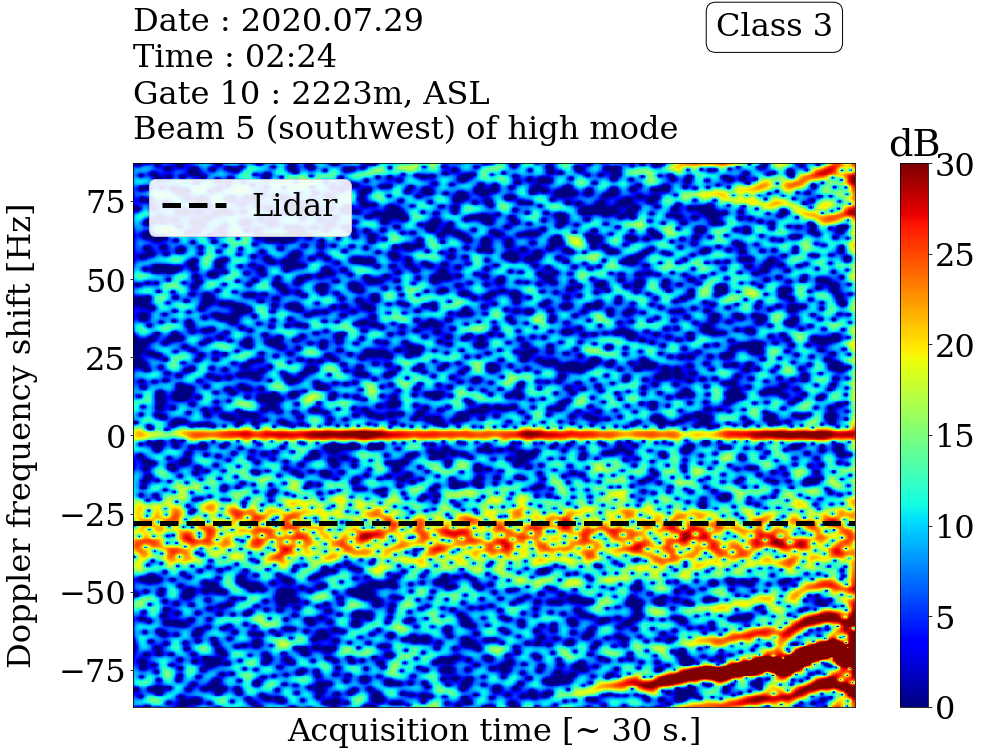 Date : 2020.07.29
Class 3
Time : 02:24
Gate 10 : 2223m, ASL
Beam 5 (southwest) of high mode
dB
Lidar
75
50
25
0
−25
−50
−75
Doppler frequency shift [Hz]
Acquisition time [~ 30 s.]
30
25
20
15
10
5
0